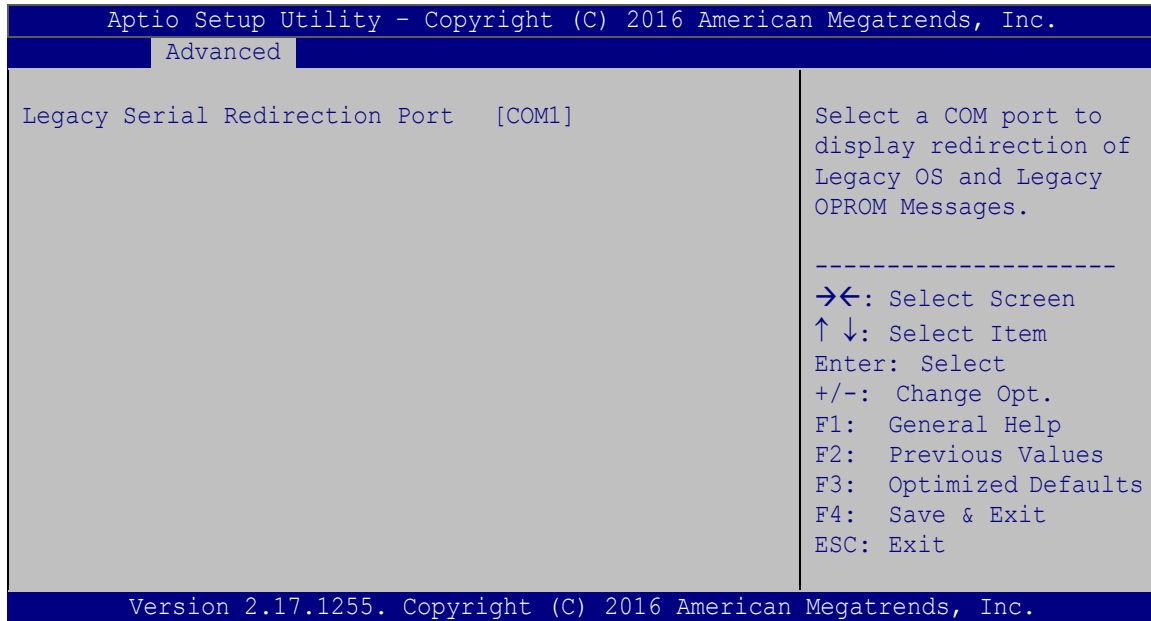 Aptio Setup Utility – Copyright (C) 2016 American Megatrends, Inc.
Advanced
Legacy Serial Redirection Port [COM1]
Select a COM port to
display redirection of
Legacy OS and Legacy
OPROM Messages.
---------------------
→←: Select Screen
↑ ↓: Select Item
Enter: Select
+/-: Change Opt.
F1: General Help
F2: Previous Values
F3: Optimized Defaults
F4: Save & Exit
ESC: Exit
Version 2.17.1255. Copyright (C) 2016 American Megatrends, Inc.